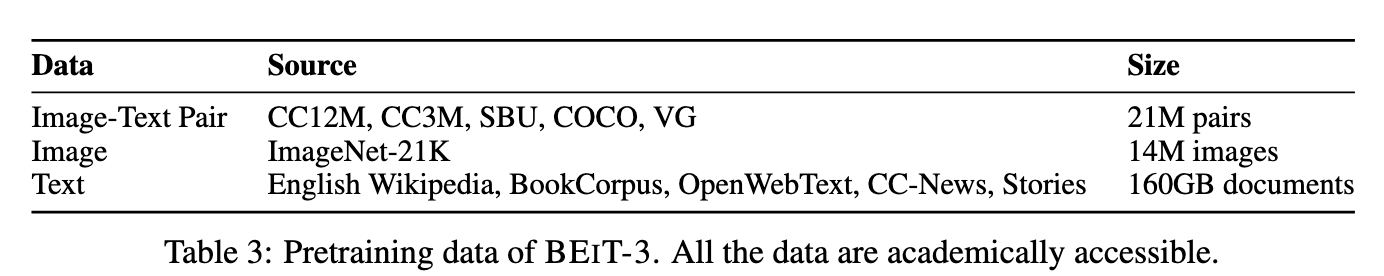 Data Source Size
Image-Text Pair CC12M, CC3M, SBU, COCO, VG 21M pairs
Image ImageNet-21K 14M images
Text English Wikipedia, BookCorpus, OpenWebText, CC-News, Stories 160GB documents
Table 3: Pretraining data of BEIT-3. All the data are academically accessible.